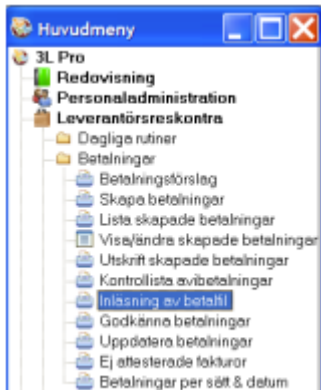 Huvudmeny
3L Pro
Redovisning
Personaladministration
Leverantörsreskontra
Dagliga rutiner
Betalningar
Betalningsförslag
Skapa betalningar
Lista skapade betalningar
Visa/ändra skapade betalningar
Utskrift skapade betalningar
Kontrollista avibetalningar
Inläsning av betalfil
Godkänna betalningar
Uppdatera betalningar
Ej attesterade fakturor
Betalningar per sätt & datum